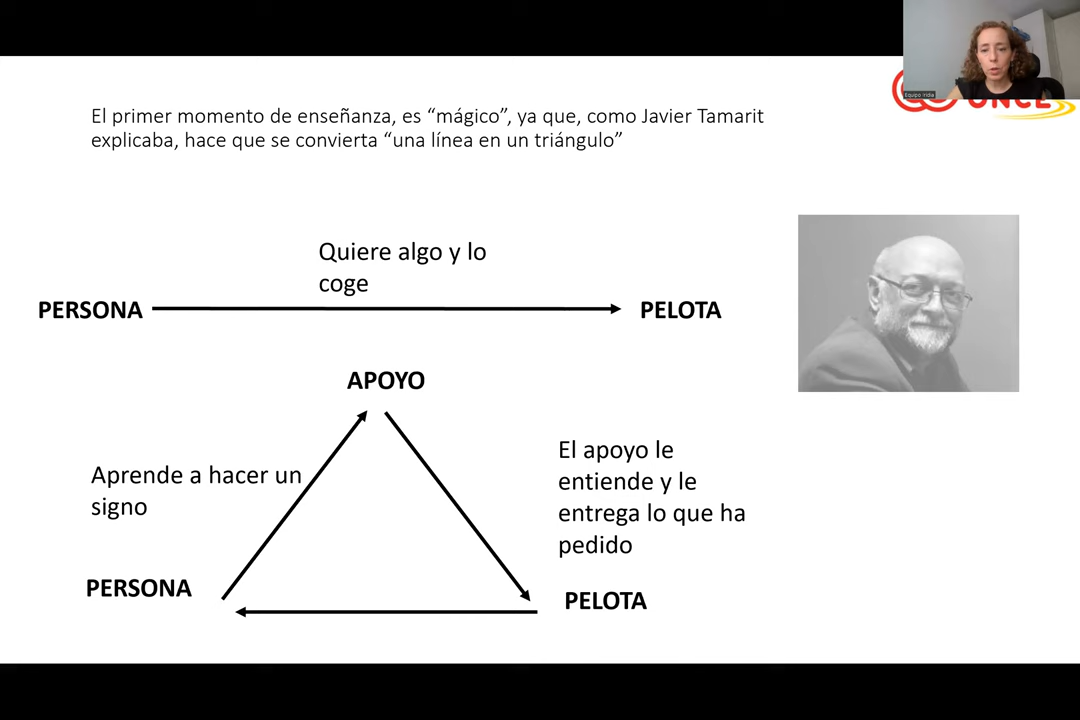 El primer momento de enseñanza, es “mágico”, ya que, como Javier Tamarit
explicaba, hace que se convierta “una línea en un triángulo”
Equipo Iridia
Quiere algo y lo
coge
PERSONA
PELOTA
APOYO
Aprende a hacer un
signo
El apoyo le
entiende y le
entrega lo que ha
pedido
PERSONA
PELOTA